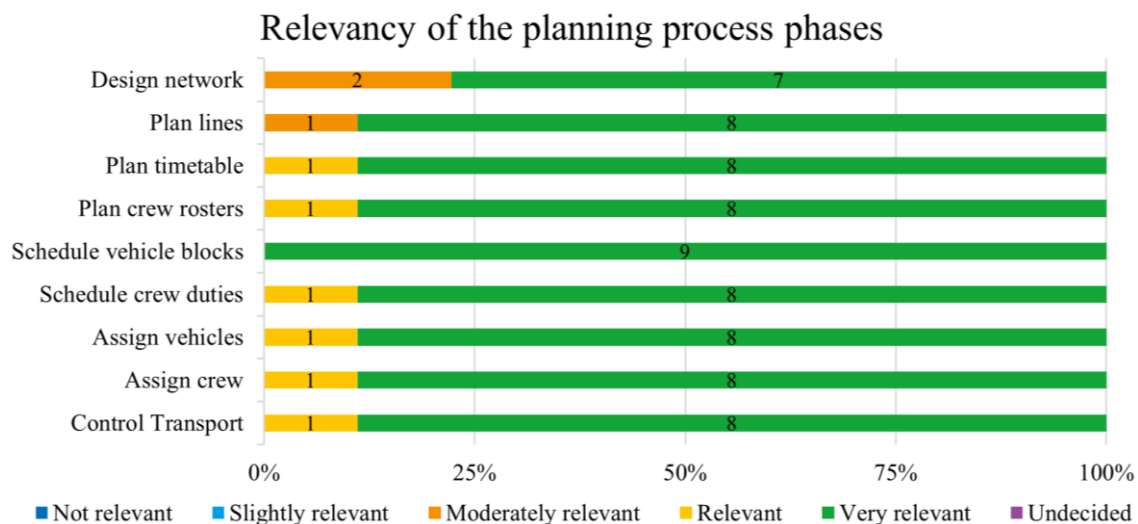 Relevancy of the planning process phases
Design network 2 7
Plan lines 1 8
Plan timetable 1 8
Plan crew rosters 1 8
Schedule vehicle blocks 9
Schedule crew duties 1 8
Assign vehicles 1 8
Assign crew 1 8
Control Transport 1 8
0% 25% 50% 75% 100%
Not relevant Slightly relevant Moderately relevant Relevant Very relevant Undecided